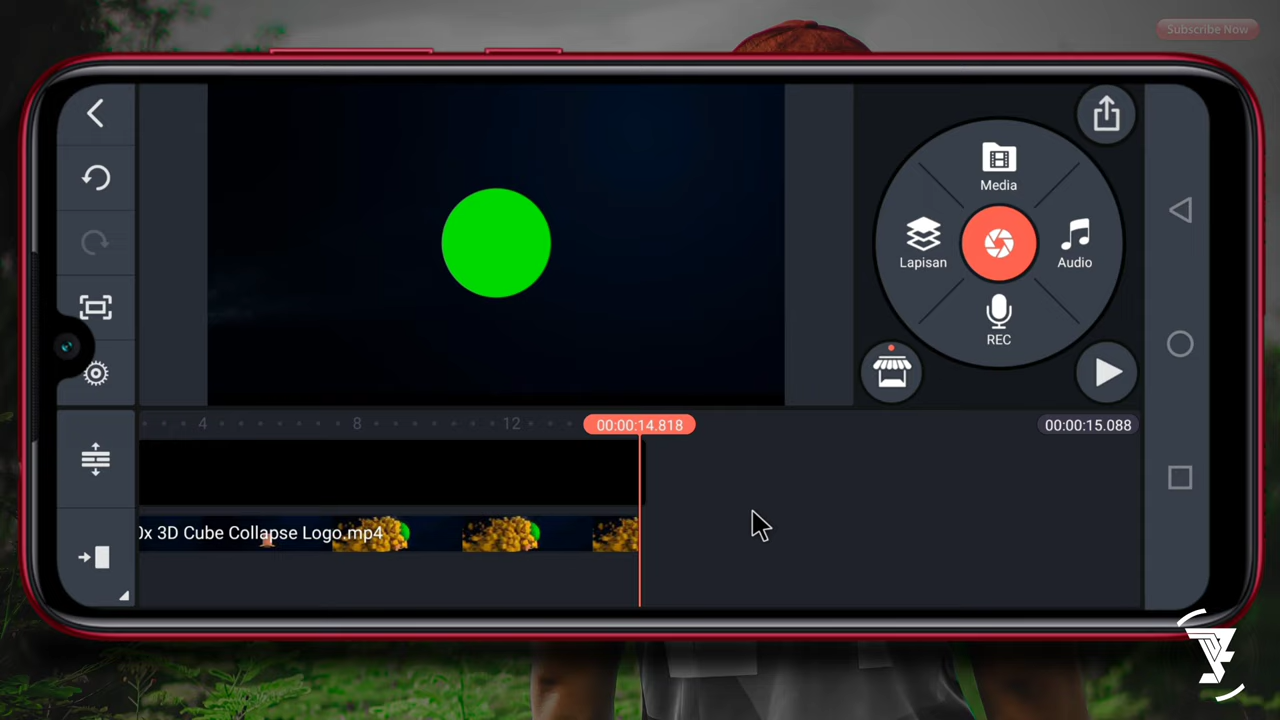 Subscribe Now
Media
Lapisan
Audio
REC
4
8
12
00:00:14.818
00:00:15.088
0x 3D Cube Collapse Logo.mp4